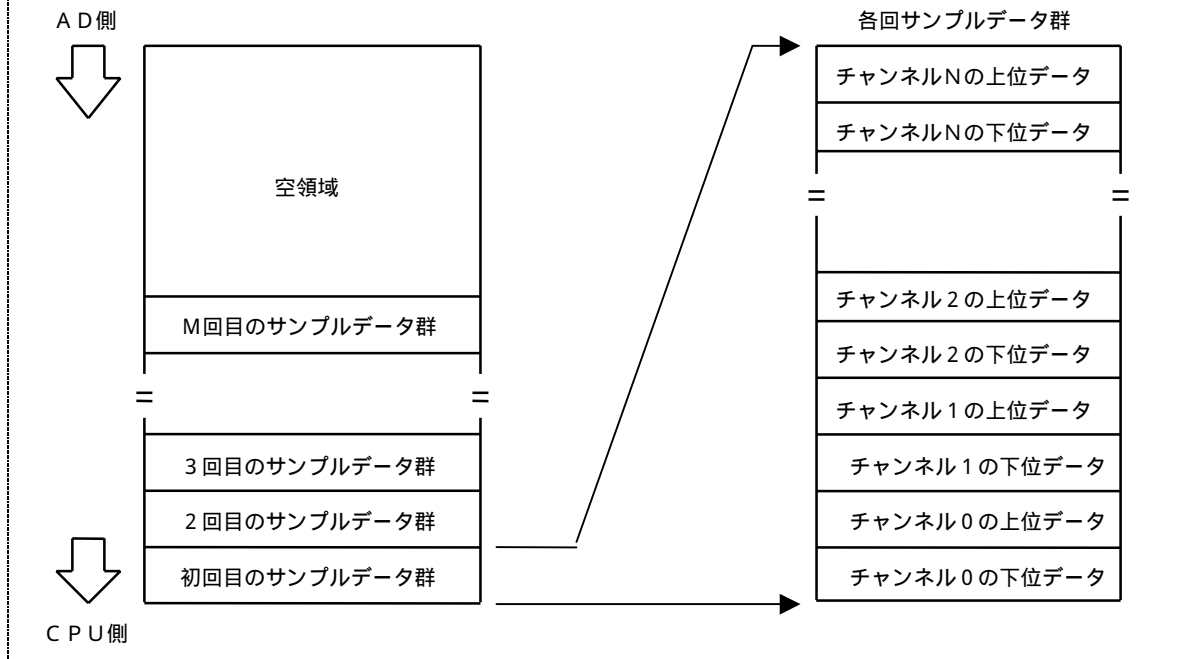 ＡＤ側
空領域
Ｍ回目のサンプルデータ群
＝ ＝
３回目のサンプルデータ群
２回目のサンプルデータ群
初回目のサンプルデータ群
ＣＰＵ側
各回サンプルデータ群
チャンネルＮの上位データ
チャンネルＮの下位データ
＝ ＝
チャンネル２の上位データ
チャンネル２の下位データ
チャンネル１の上位データ
チャンネル１の下位データ
チャンネル０の上位データ
チャンネル０の下位データ